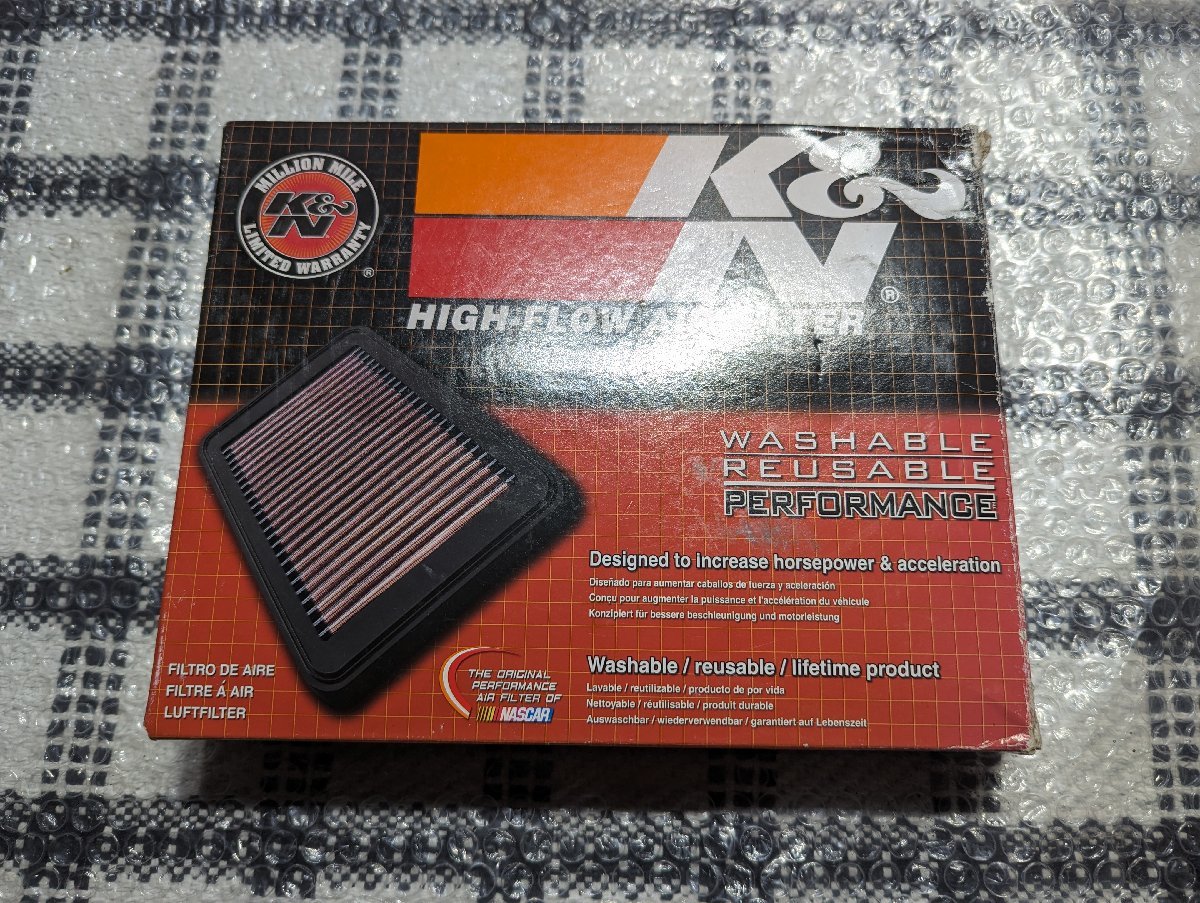 MILLION MILE
K&N
LIMITED WARRANTY
®
K&N®
HIGH-FLOW AIR FILTER
WASHABLE
REUSABLE
PERFORMANCE
Designed to increase horsepower & acceleration
Diseñado para aumentar caballos de fuerza y aceleración
Conçu pour augmenter la puissance et l'accélération du véhicule
Konzipiert für bessere beschleunigung und motorleistung
Washable / reusable / lifetime product
Lavable / reutilizable / producto de por vida
Nettoyable / réutilisable / produit durable
Auswaschbar / wiederverwendbar / garantiert auf Lebenszeit
THE ORIGINAL
PERFORMANCE
AIR FILTER OF
NASCAR
FILTRO DE AIRE
FILTRE Á AIR
LUFTFILTER